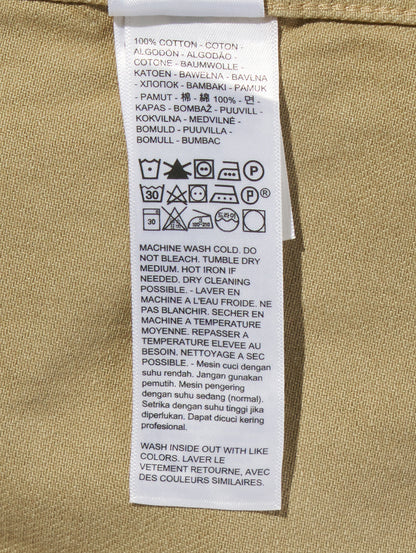 100% COTTON - COTON -
ALGODÓN - ALGODÃO -
COTONE - BAUMWOLLE -
KATOEN - BAWEŁNA - BAVLNA
- ХЛОПОК - BAMBAKI - PAMUK
- PAMUT - 棉 - 綿 100% - 면 -
KAPAS - BOMBAŽ - PUUVILL -
KOKVILNA - MEDVILNĖ -
BOMULD - PUUVILLA -
BOMULL - BUMBAC
P
30 P®
30 180-210 드라이
MACHINE WASH COLD. DO
NOT BLEACH. TUMBLE DRY
MEDIUM. HOT IRON IF
NEEDED. DRY CLEANING
POSSIBLE. - LAVER EN
MACHINE A L'EAU FROIDE. NE
PAS BLANCHIR. SECHER EN
MACHINE A TEMPERATURE
MOYENNE. REPASSER A
TEMPERATURE ELEVEE AU
BESOIN. NETTOYAGE A SEC
POSSIBLE. - Mesin cuci dengan
suhu rendah. Jangan gunakan
pemutih. Mesin pengering
dengan suhu sedang (normal).
Setrika dengan suhu tinggi jika
diperlukan. Dapat dicuci kering
profesional.
WASH INSIDE OUT WITH LIKE
COLORS. LAVER LE
VETEMENT RETOURNE, AVEC
DES COULEURS SIMILAIRES.